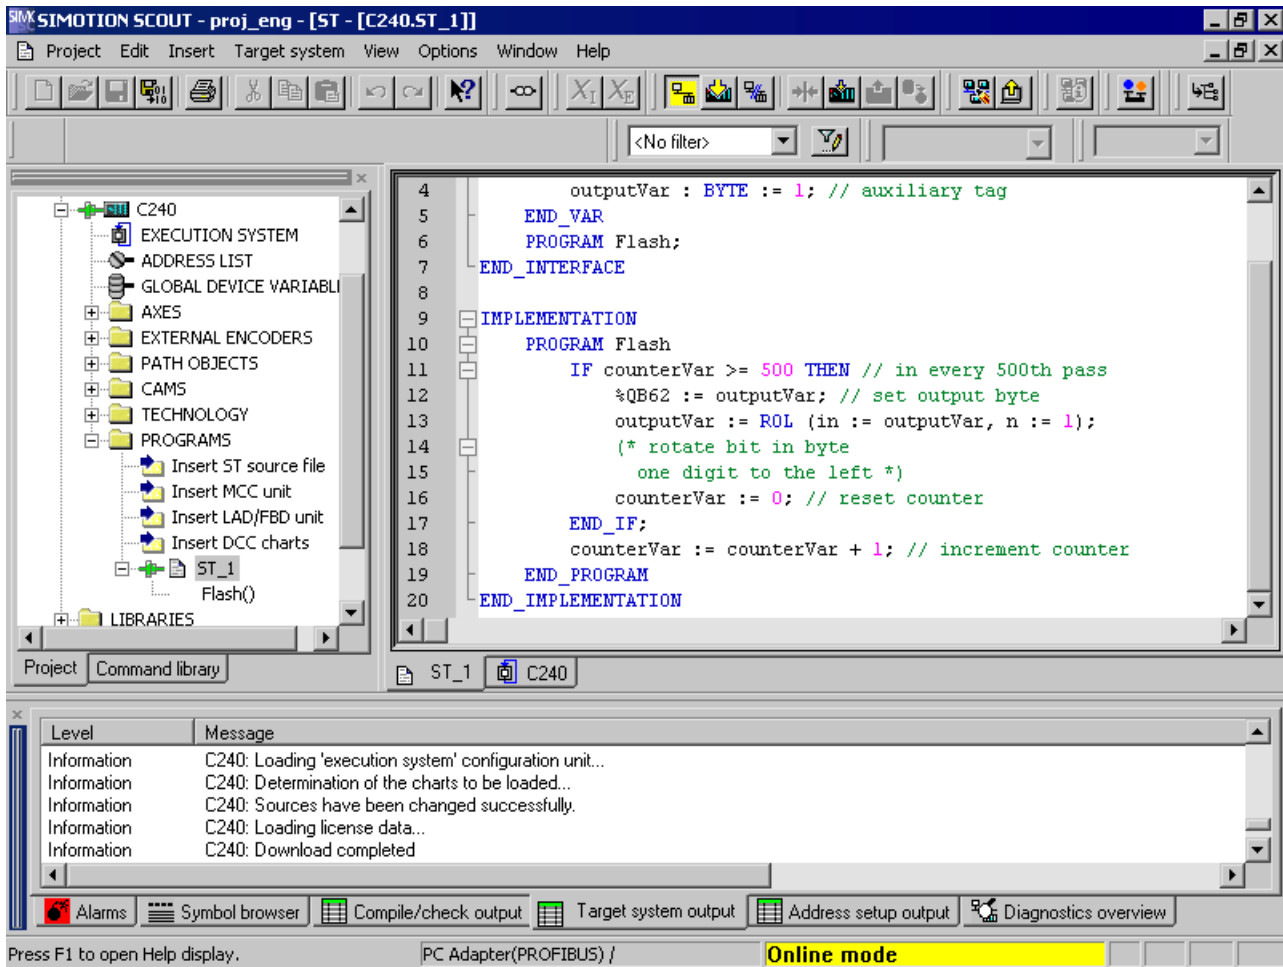 SIMOTION SCOUT - proj_eng - [ST - [C240.ST_1]]
Project Edit Insert Target system View Options Window Help
<No filter>
C240
EXECUTION SYSTEM
ADDRESS LIST
GLOBAL DEVICE VARIABL
AXES
EXTERNAL ENCODERS
PATH OBJECTS
CAMS
TECHNOLOGY
PROGRAMS
Insert ST source file
Insert MCC unit
Insert LAD/FBD unit
Insert DCC charts
ST_1
Flash()
LIBRARIES
Project Command library
4 outputVar : BYTE := 1; // auxiliary tag
5 END_VAR
6 PROGRAM Flash;
7 END_INTERFACE
8
9 IMPLEMENTATION
10 PROGRAM Flash
11 IF counterVar >= 500 THEN // in every 500th pass
12 %QB62 := outputVar; // set output byte
13 outputVar := ROL (in := outputVar, n := 1);
14 (* rotate bit in byte
15 one digit to the left *)
16 counterVar := 0; // reset counter
17 END_IF;
18 counterVar := counterVar + 1; // increment counter
19 END_PROGRAM
20 END_IMPLEMENTATION
ST_1 C240
Level Message
Information C240: Loading 'execution system' configuration unit...
Information C240: Determination of the charts to be loaded...
Information C240: Sources have been changed successfully.
Information C240: Loading license data...
Information C240: Download completed
Alarms Symbol browser Compile/check output Target system output Address setup output Diagnostics overview
Press F1 to open Help display. PC Adapter(PROFIBUS) / Online mode